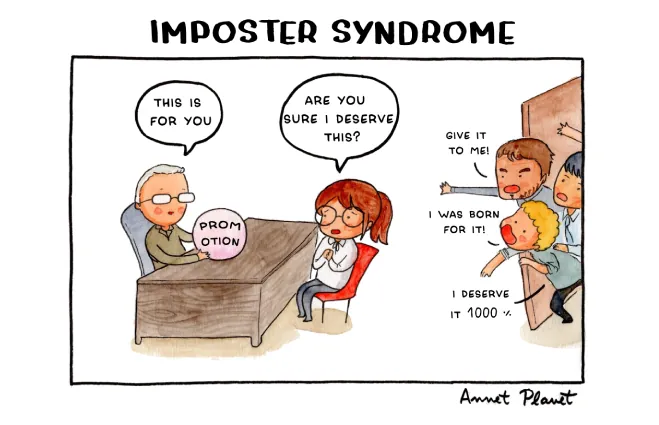 IMPOSTER SYNDROME
THIS IS
FOR YOU
ARE YOU
SURE I DESERVE
THIS?
PROM
OTION
GIVE IT
TO ME!
I WAS BORN
FOR IT!
I DESERVE
IT 1000 %
Annet Planet